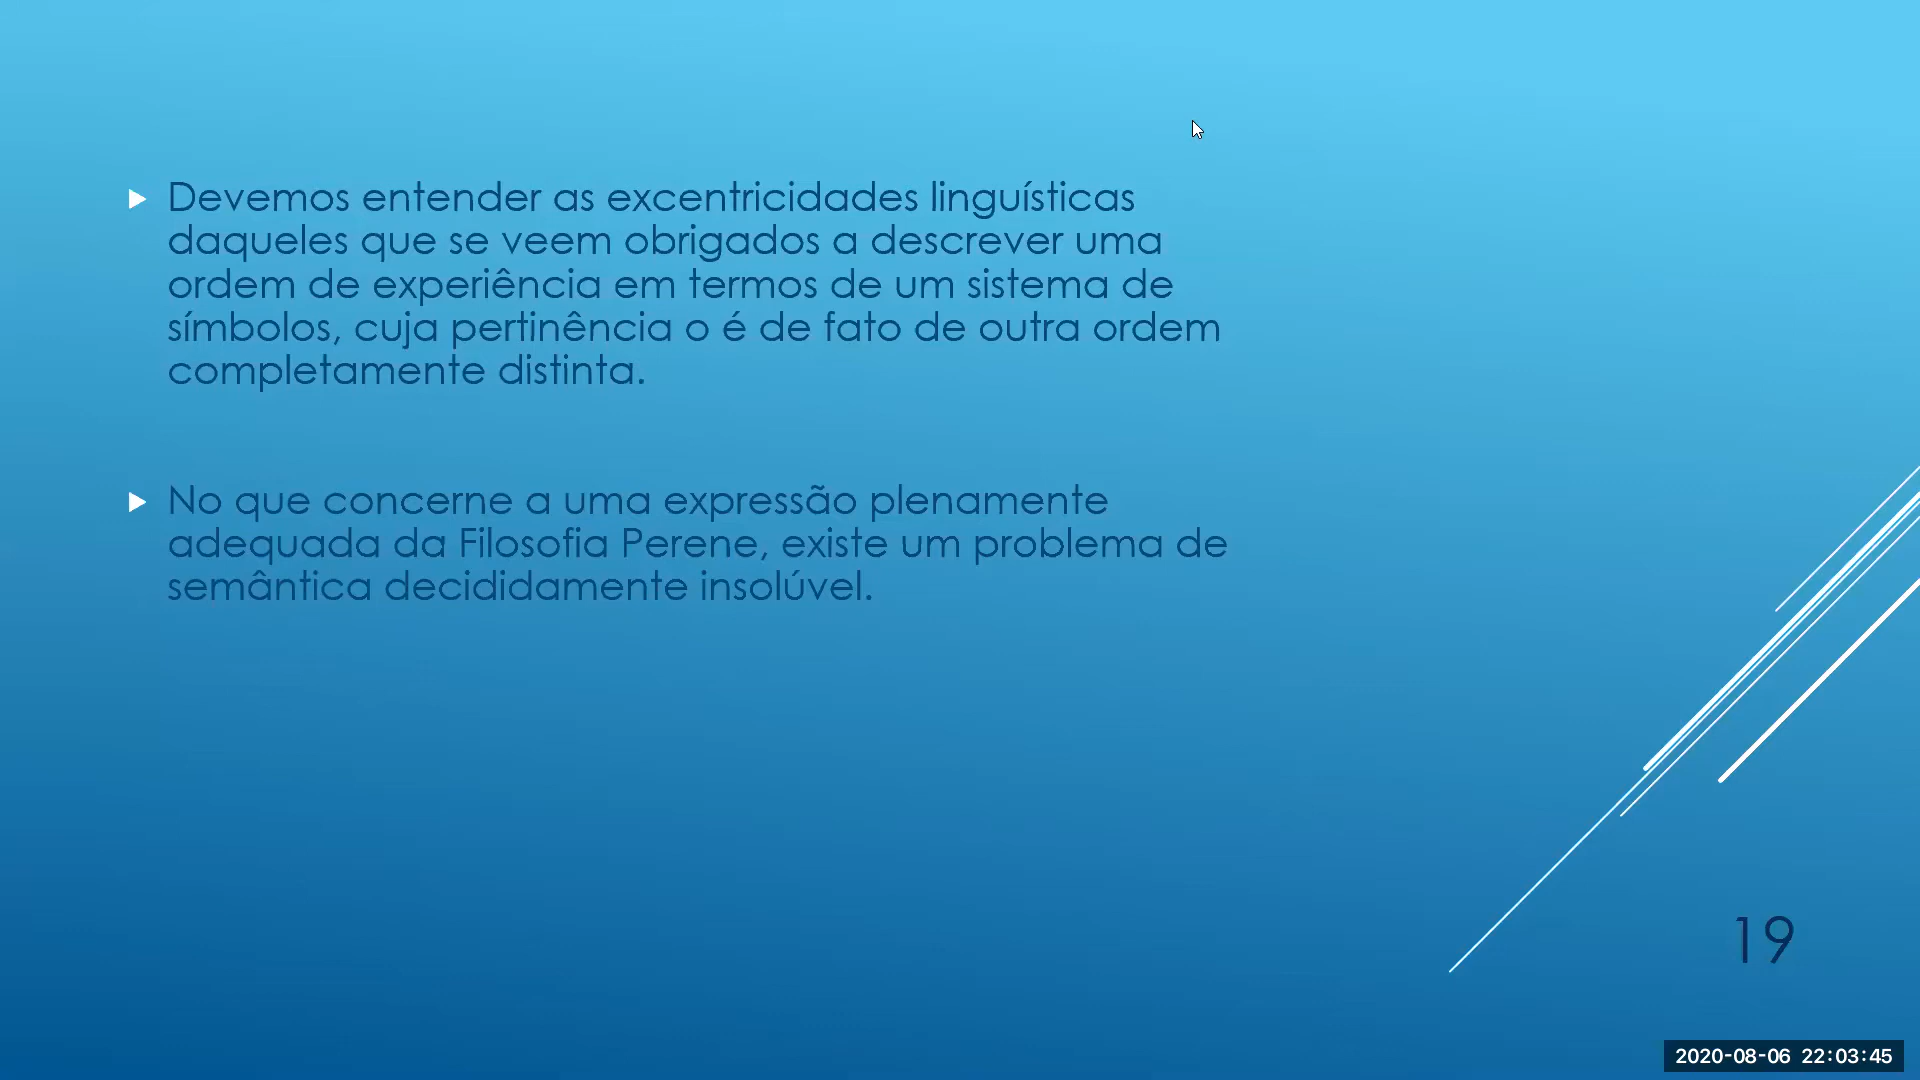 Devemos entender as excentricidades linguísticas
daqueles que se veem obrigados a descrever uma
ordem de experiência em termos de um sistema de
símbolos, cuja pertinência o é de fato de outra ordem
completamente distinta.
No que concerne a uma expressão plenamente
adequada da Filosofia Perene, existe um problema de
semântica decididamente insolúvel.
19
2020-08-06 22:03:45